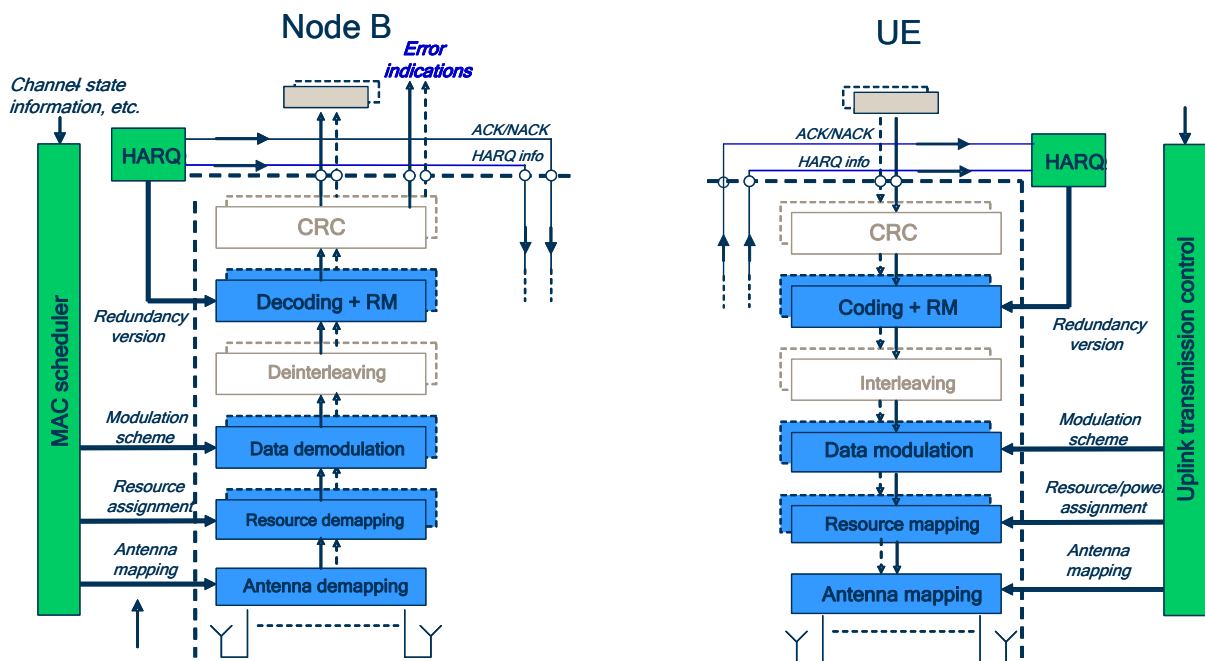 Node B
Error
indications
Channel-state
information, etc.
HARQ
ACK/NACK
HARQ info
CRC
Decoding + RM
Redundancy
version
Deinterleaving
MAC scheduler
Modulation
scheme
Data demodulation
Resource
assignment
Resource demapping
Antenna
mapping
Antenna demapping
UE
ACK/NACK
HARQ info
HARQ
CRC
Coding + RM
Redundancy
version
Interleaving
Uplink transmission control
Data modulation
Modulation
scheme
Resource mapping
Resource/power
assignment
Antenna mapping
Antenna
mapping